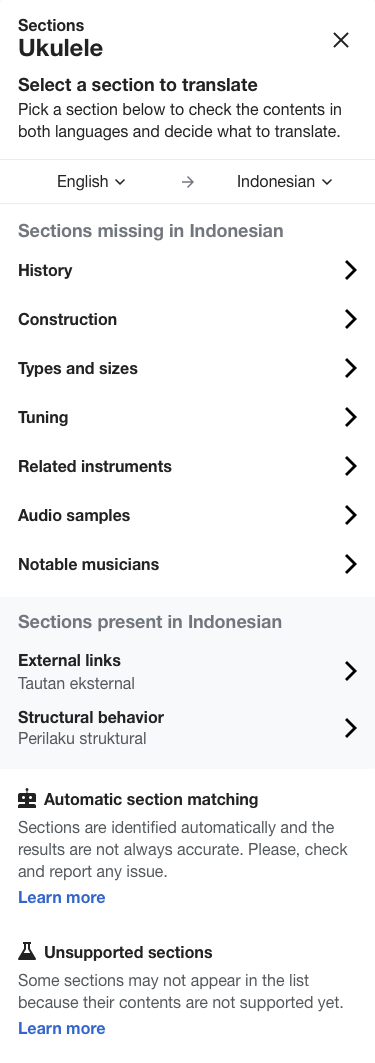 Sections
Ukulele
Select a section to translate
Pick a section below to check the contents in
both languages and decide what to translate.
English
Indonesian
Sections missing in Indonesian
History
Construction
Types and sizes
Tuning
Related instruments
Audio samples
Notable musicians
Sections present in Indonesian
External links
Tautan eksternal
Structural behavior
Perilaku struktural
Automatic section matching
Sections are identified automatically and the
results are not always accurate. Please, check
and report any issue.
Learn more
Unsupported sections
Some sections may not appear in the list
because their contents are not supported yet.
Learn more